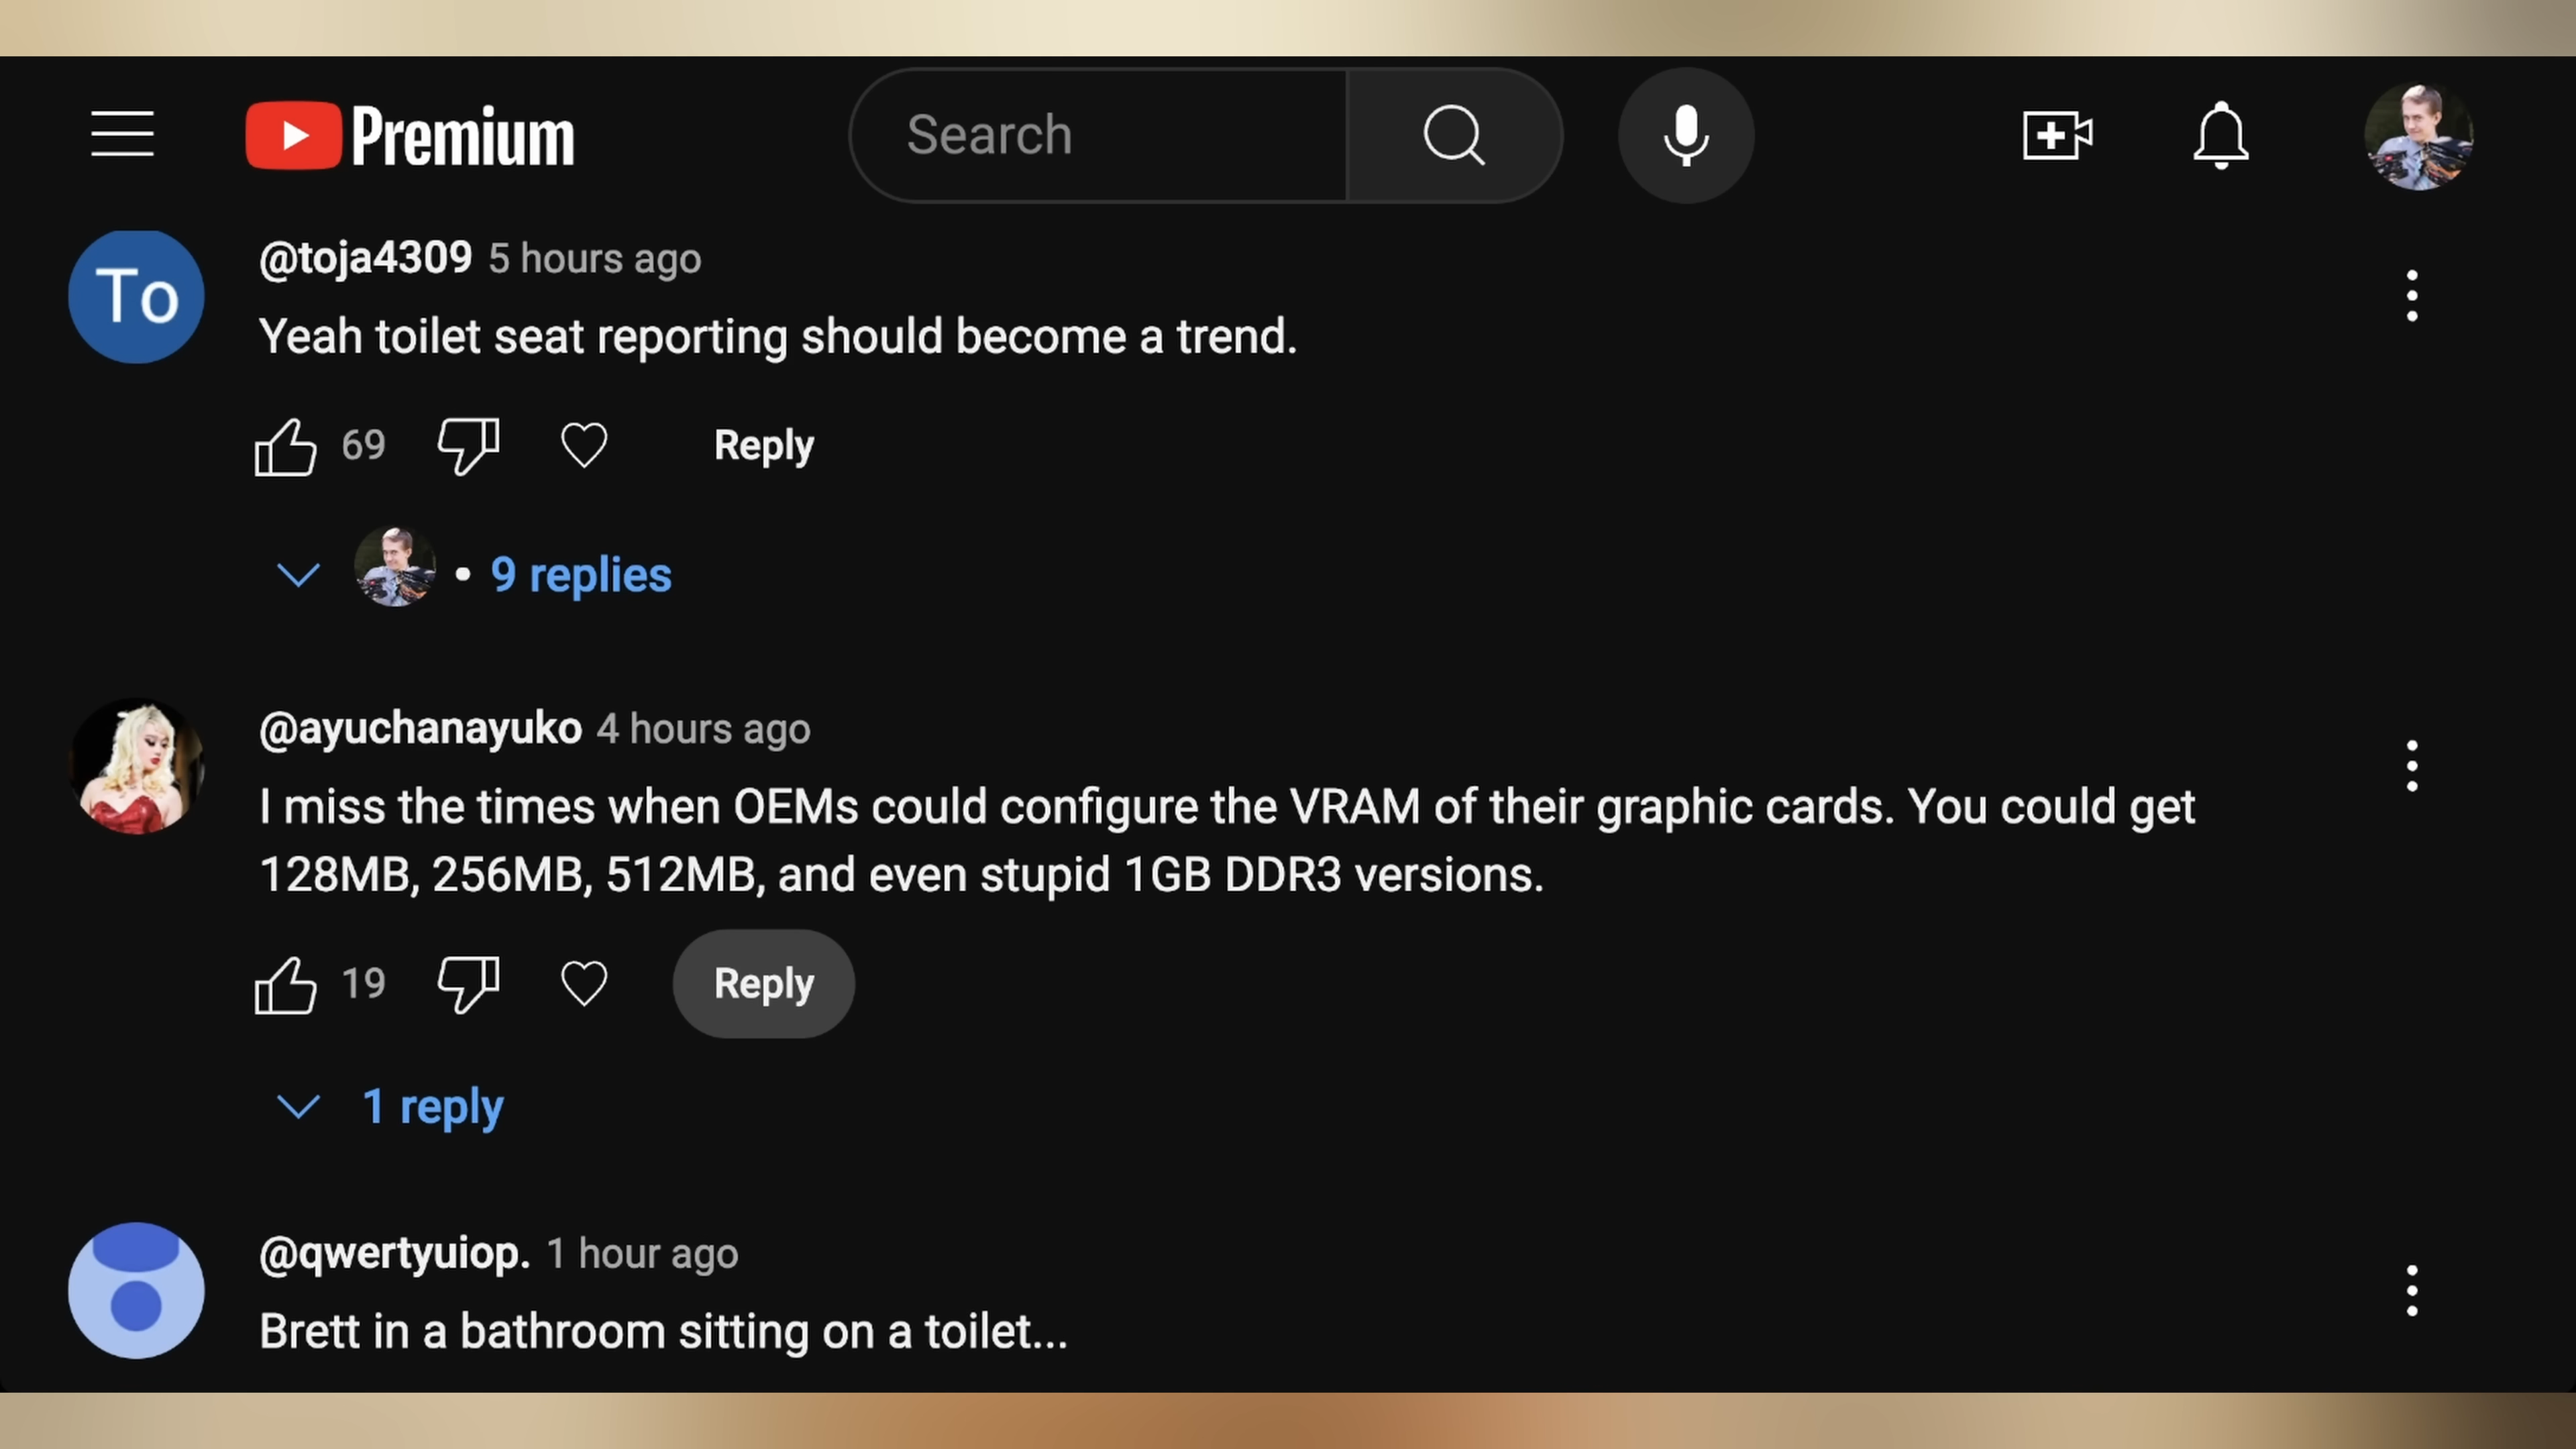 Premium
Search
To
@toja4309 5 hours ago
Yeah toilet seat reporting should become a trend.
69
Reply
9 replies
@ayuchanayuko 4 hours ago
I miss the times when OEMs could configure the VRAM of their graphic cards. You could get
128MB, 256MB, 512MB, and even stupid 1GB DDR3 versions.
19
Reply
1 reply
@qwertyuiop. 1 hour ago
Brett in a bathroom sitting on a toilet...